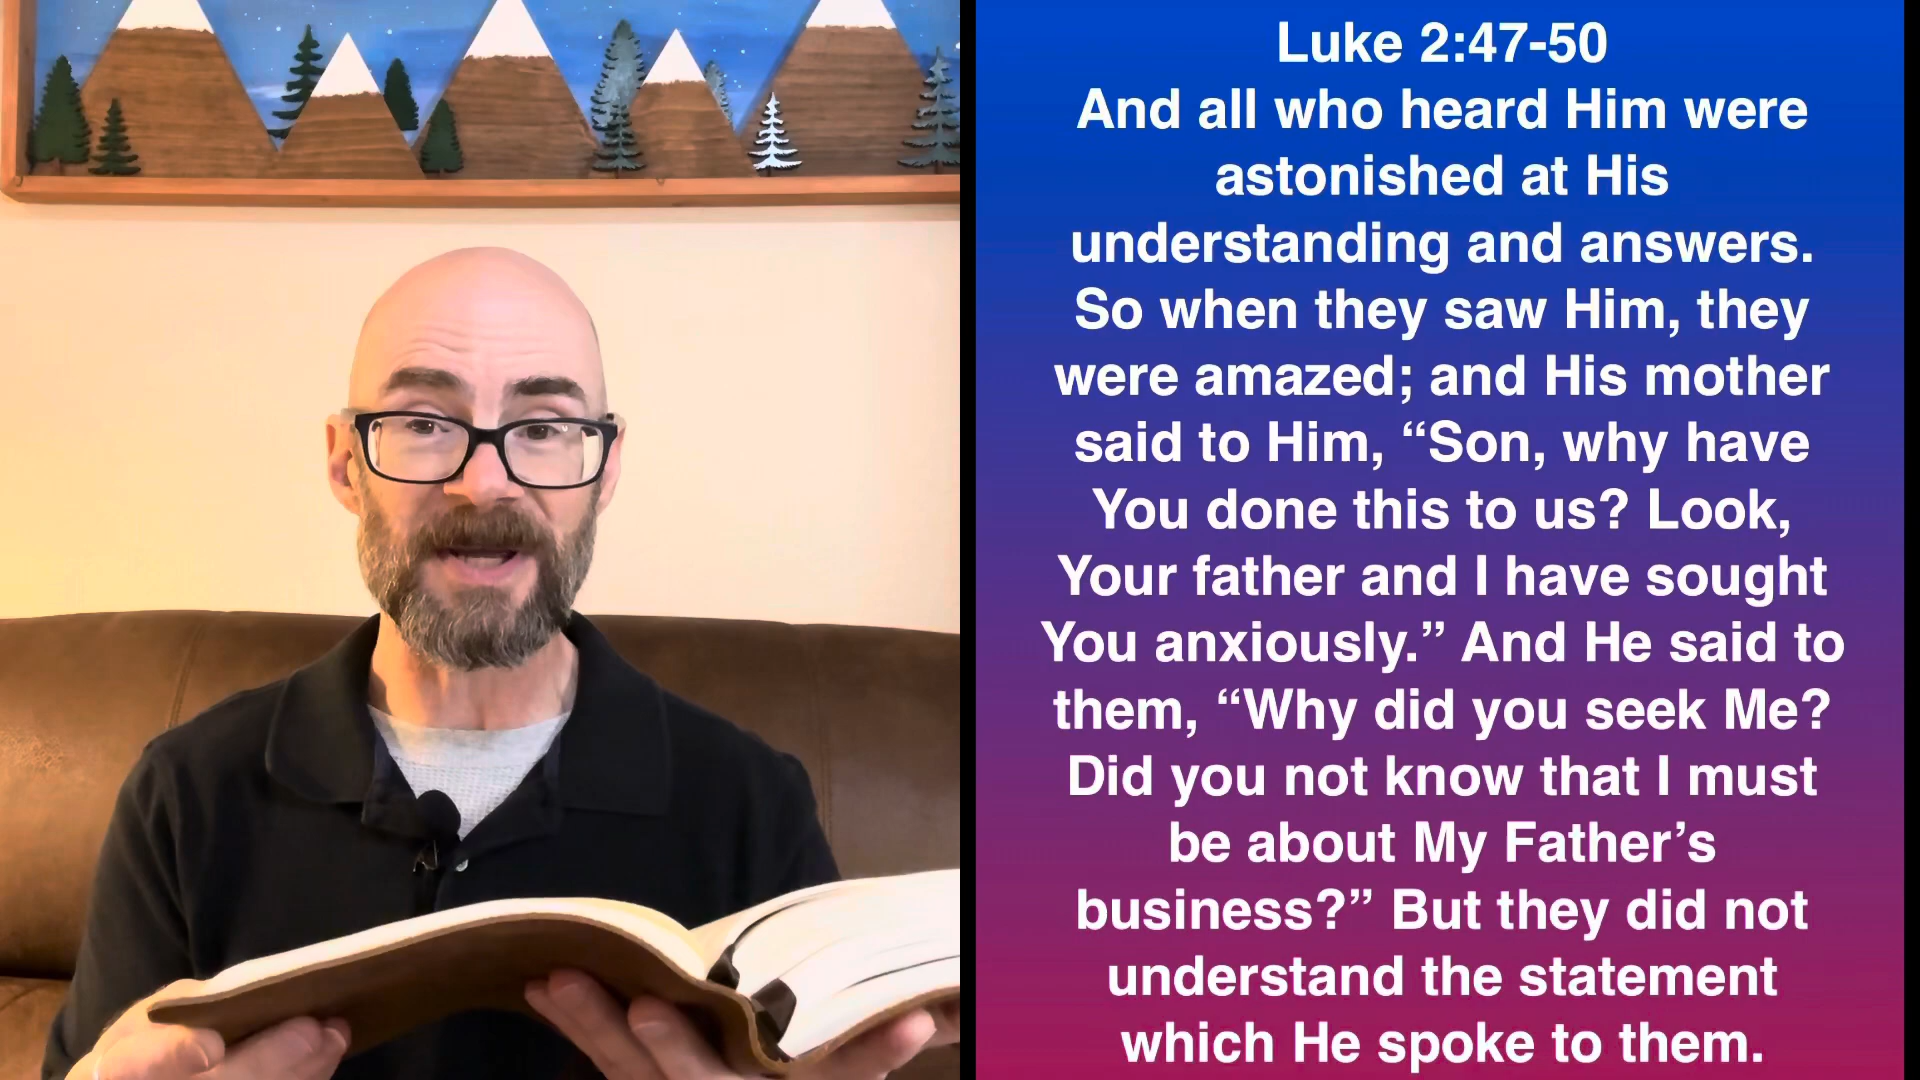 Luke 2:47-50
And all who heard Him were
astonished at His
understanding and answers.
So when they saw Him, they
were amazed; and His mother
said to Him, “Son, why have
You done this to us? Look,
Your father and I have sought
You anxiously.” And He said to
them, “Why did you seek Me?
Did you not know that I must
be about My Father’s
business?” But they did not
understand the statement
which He spoke to them.